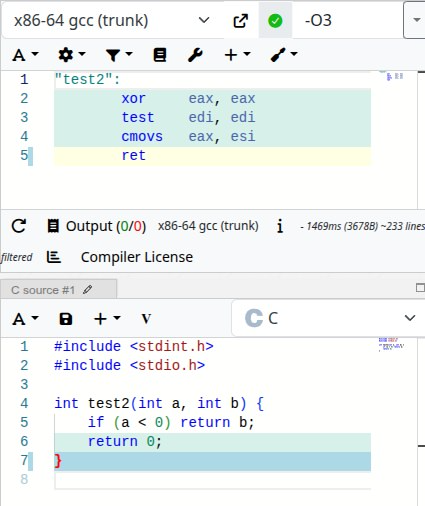 x86-64 gcc (trunk) -O3
A +
1 "test2":
2 xor eax, eax
3 test edi, edi
4 cmovs eax, esi
5 ret
Output (0/0) x86-64 gcc (trunk) i - 1469ms (3678B) ~233 lines
filtered Compiler License
C source #1
A + V C C
1 #include <stdint.h>
2 #include <stdio.h>
3
4 int test2(int a, int b) {
5 if (a < 0) return b;
6 return 0;
7 }
8